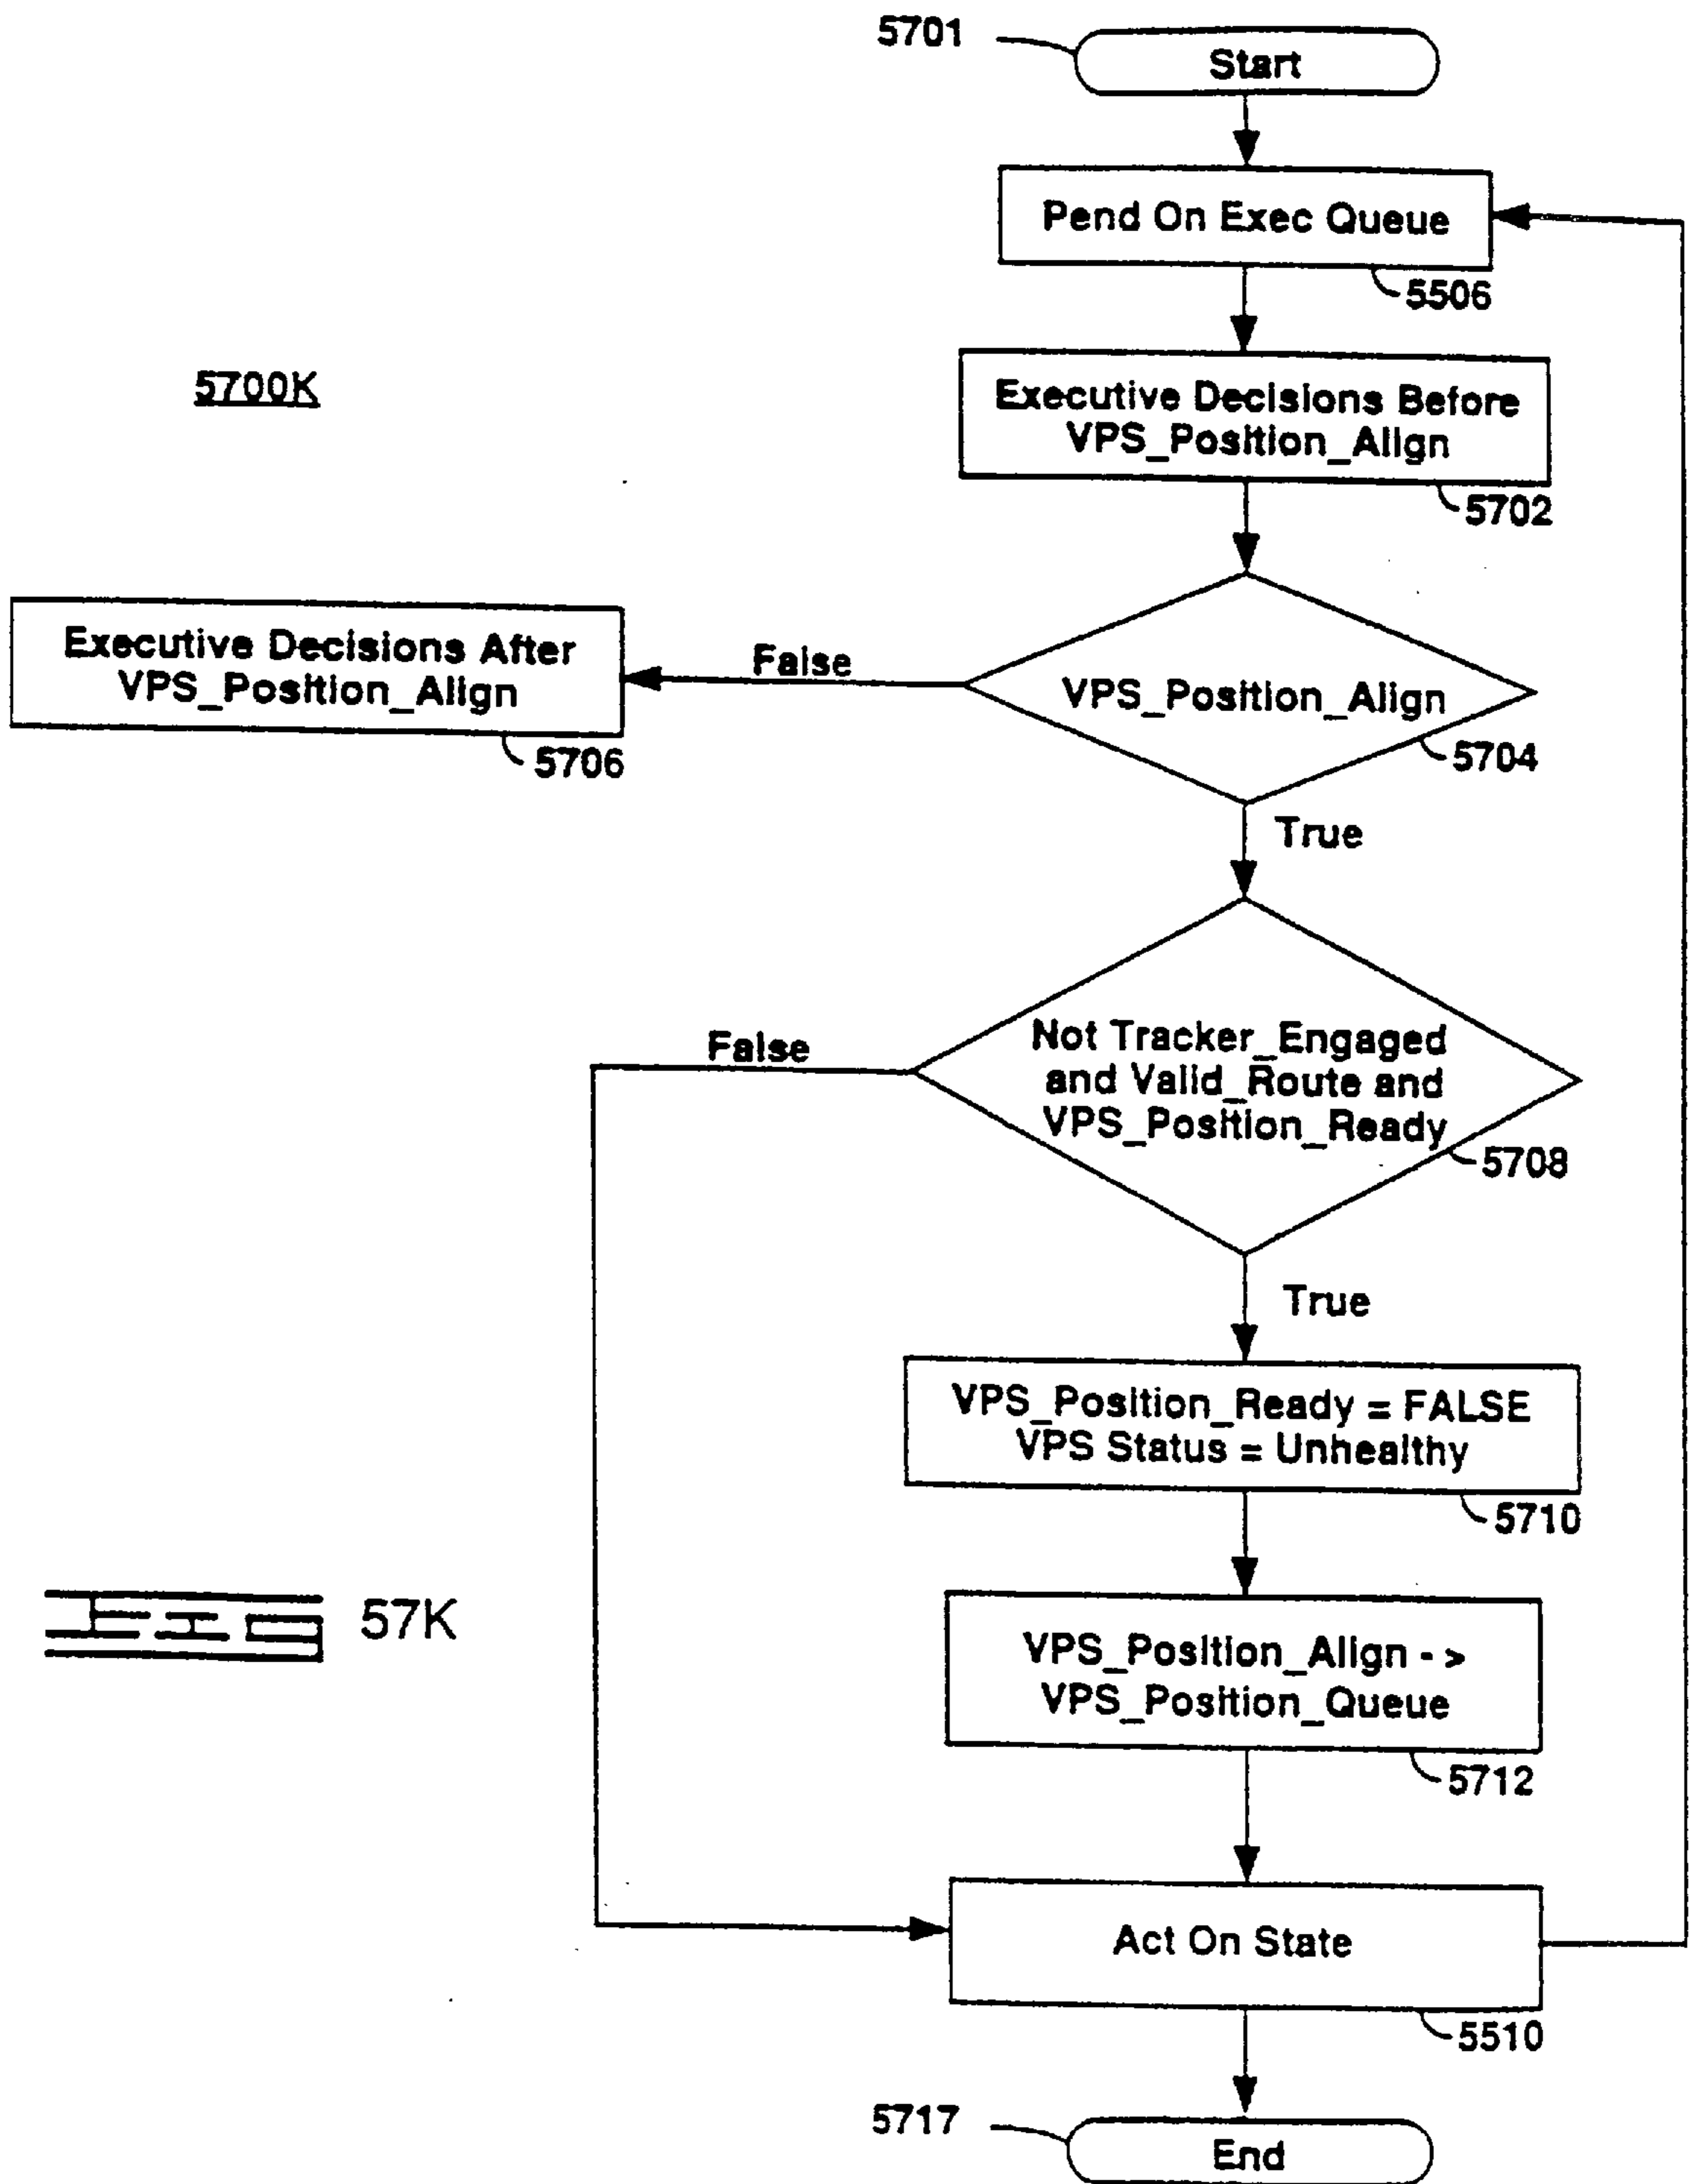 5701
Start
Pend On Exec Queue
5506
5700K
Executive Decisions Before
VPS_Position_Align
5702
Executive Decisions After
VPS_Position_Align
5706
False
VPS_Position_Align
5704
True
False
Not Tracker_Engaged
and Valid_Route and
VPS_Position_Ready
5708
True
VPS_Position_Ready = FALSE
VPS Status = Unhealthy
5710
57K
VPS_Position_Align - >
VPS_Position_Queue
5712
Act On State
5510
5717
End